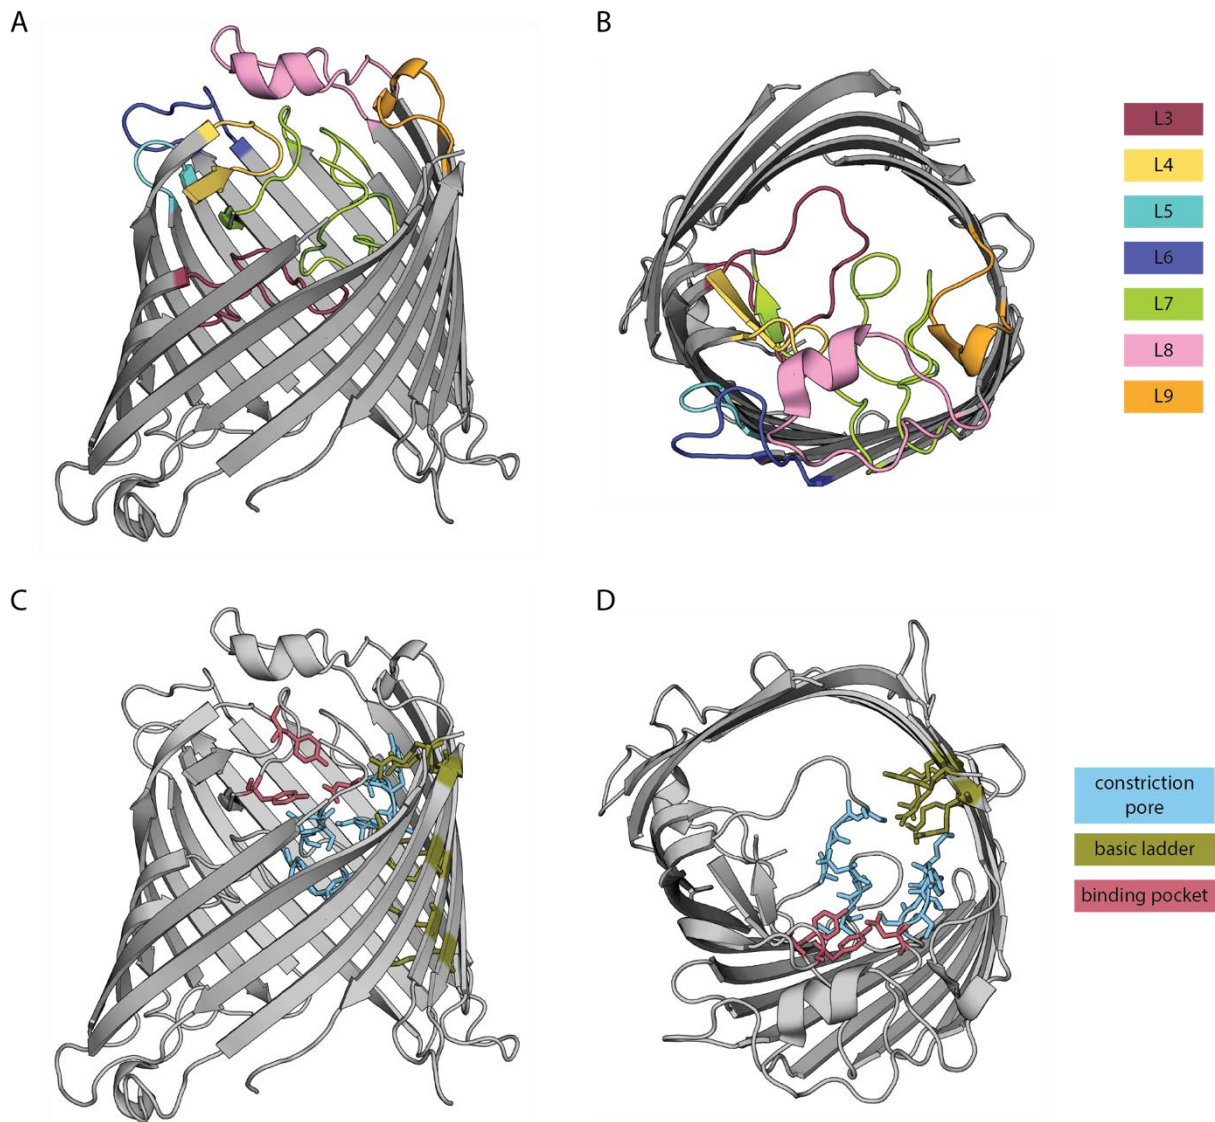 A
B
L3
L4
L5
L6
L7
L8
L9
C
D
constriction
pore
basic ladder
binding pocket